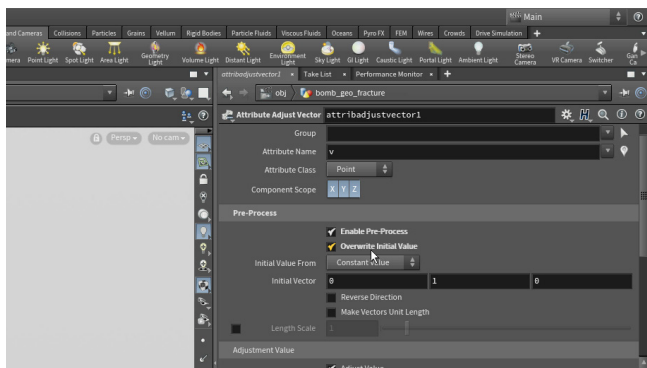 Main
and Cameras Collisions Particles Grains Vellum Rigid Bodies Particle Fluids Viscous Fluids Oceans Pyro FX FEM Wires Crowds Drive Simulation +
mera Point Light Spot Light Area Light Geometry Light Volume Light Distant Light Environment Light Sky Light GI Light Caustic Light Portal Light Ambient Light Stereo Camera VR Camera Switcher Gan Ca
attribadjustvector1 × Take List × Performance Monitor × +
obj bomb_geo_fracture
Attribute Adjust Vector attribadjustvector1
Persp No cam
Group
Attribute Name v
Attribute Class Point
Component Scope X Y Z
Pre-Process
Enable Pre-Process
Overwrite Initial Value
Initial Value From Constant Value
Initial Vector 0 1 0
Reverse Direction
Make Vectors Unit Length
Length Scale 1
Adjustment Value
Adjust Value